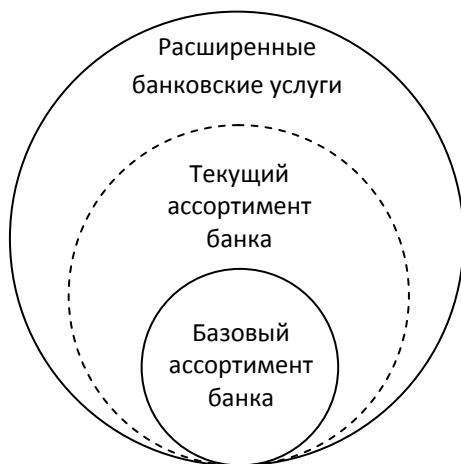 Расширенные
банковские услуги
Текущий
ассортимент
банка
Базовый
ассортимент
банка